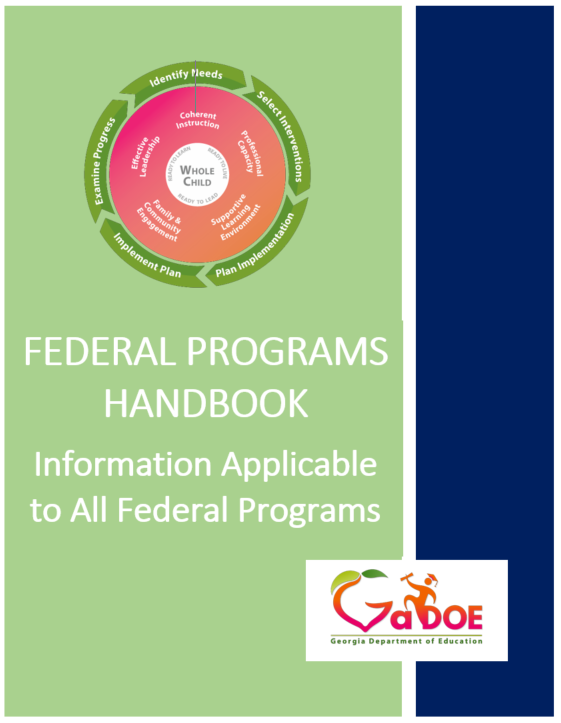 Identify Needs
Select Interventions
Plan Implementation
Implement Plan
Examine Progress
Coherent
Instruction
Professional
Capacity
Supportive
Learning
Environment
Family &
Community
Engagement
Effective
Leadership
READY TO LEARN
READY TO LIVE
READY TO LEAD
WHOLE
CHILD
FEDERAL PROGRAMS
HANDBOOK
Information Applicable
to All Federal Programs
GaDOE
Georgia Department of Education